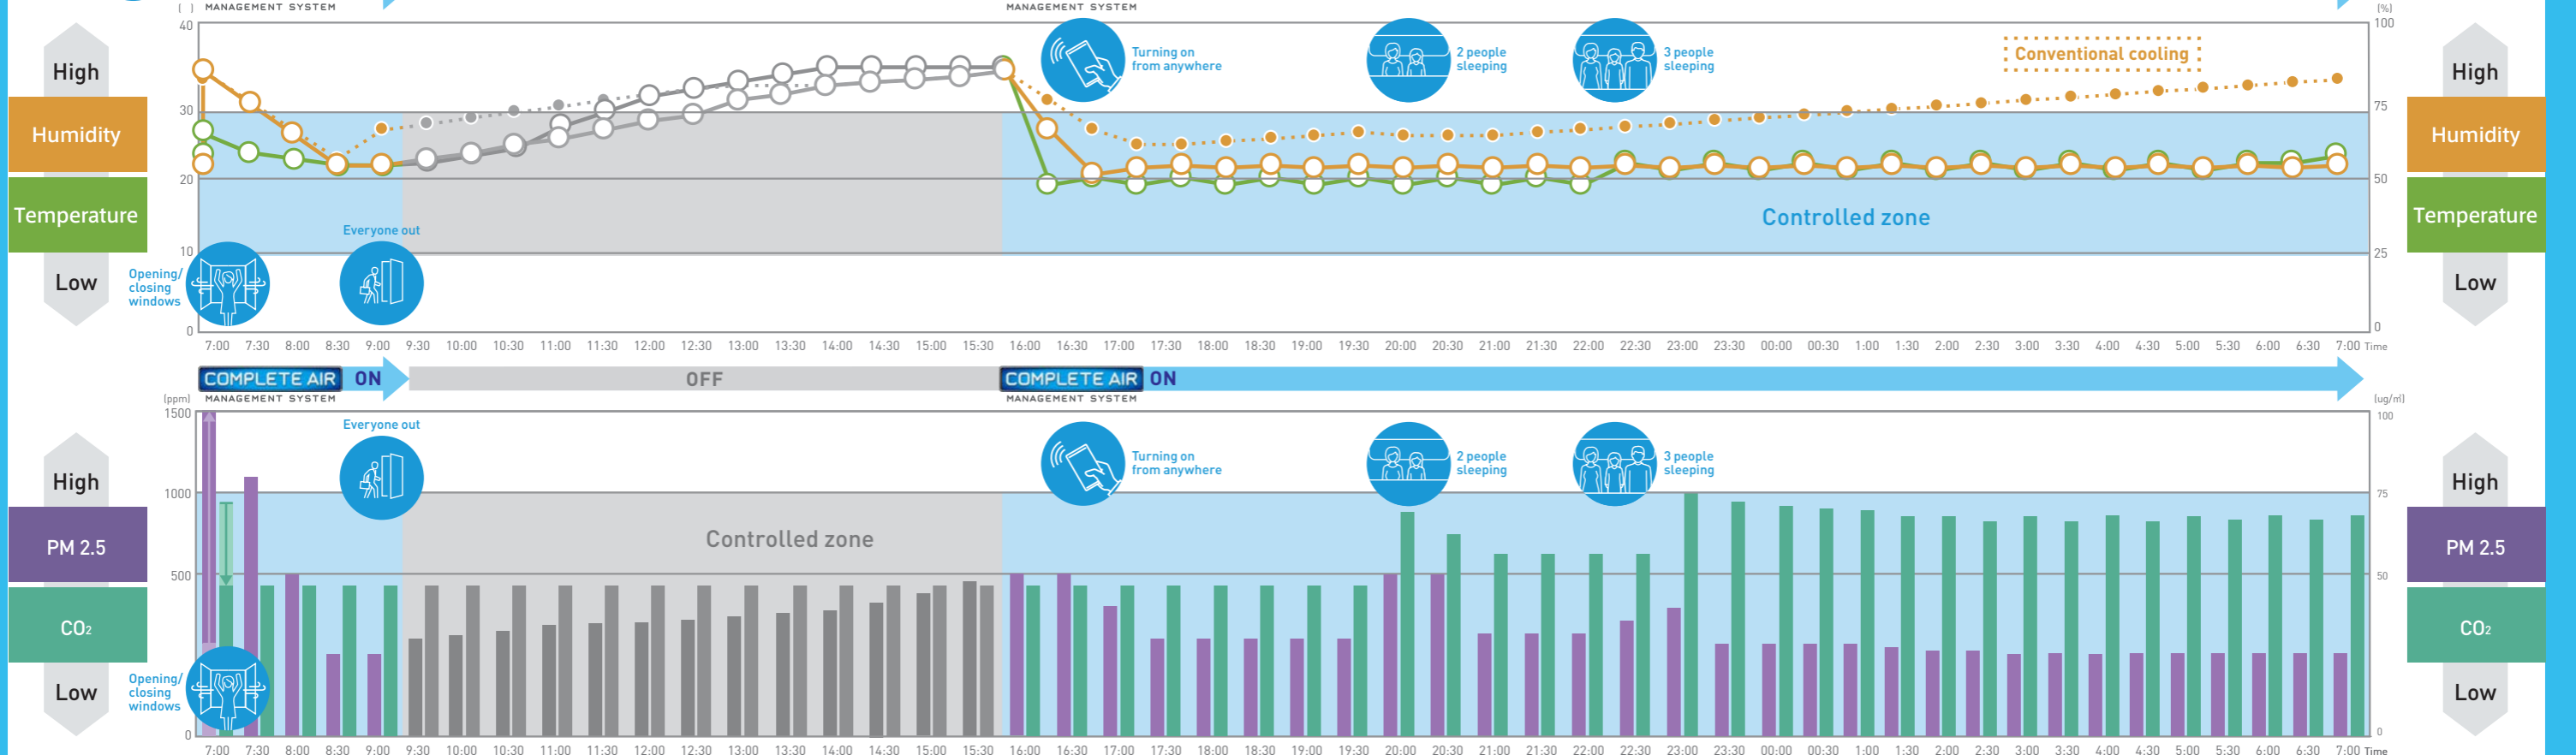 ( ) MANAGEMENT SYSTEM MANAGEMENT SYSTEM (%)
40 100
High High
Turning on
from anywhere
2 people
sleeping
3 people
sleeping
Conventional cooling
30 75
Humidity Humidity
20 50
Temperature Temperature
Controlled zone
Everyone out
10 25
Opening/
closing
windows
Low Low
0 0
7:00 7:30 8:00 8:30 9:00 9:30 10:00 10:30 11:00 11:30 12:00 12:30 13:00 13:30 14:00 14:30 15:00 15:30 16:00 16:30 17:00 17:30 18:00 18:30 19:00 19:30 20:00 20:30 21:00 21:30 22:00 22:30 23:00 23:30 00:00 00:30 1:00 1:30 2:00 2:30 3:00 3:30 4:00 4:30 5:00 5:30 6:00 6:30 7:00 Time
COMPLETE AIR ON OFF COMPLETE AIR ON
MANAGEMENT SYSTEM MANAGEMENT SYSTEM
(ppm) (ug/㎥)
1500 100
Everyone out
Turning on
from anywhere
2 people
sleeping
3 people
sleeping
High High
1000 75
PM 2.5 PM 2.5
Controlled zone
500 50
CO2 CO2
Opening/
closing
windows
Low Low
0 0
7:00 7:30 8:00 8:30 9:00 9:30 10:00 10:30 11:00 11:30 12:00 12:30 13:00 13:30 14:00 14:30 15:00 15:30 16:00 16:30 17:00 17:30 18:00 18:30 19:00 19:30 20:00 20:30 21:00 21:30 22:00 22:30 23:00 23:30 00:00 00:30 1:00 1:30 2:00 2:30 3:00 3:30 4:00 4:30 5:00 5:30 6:00 6:30 7:00 Time